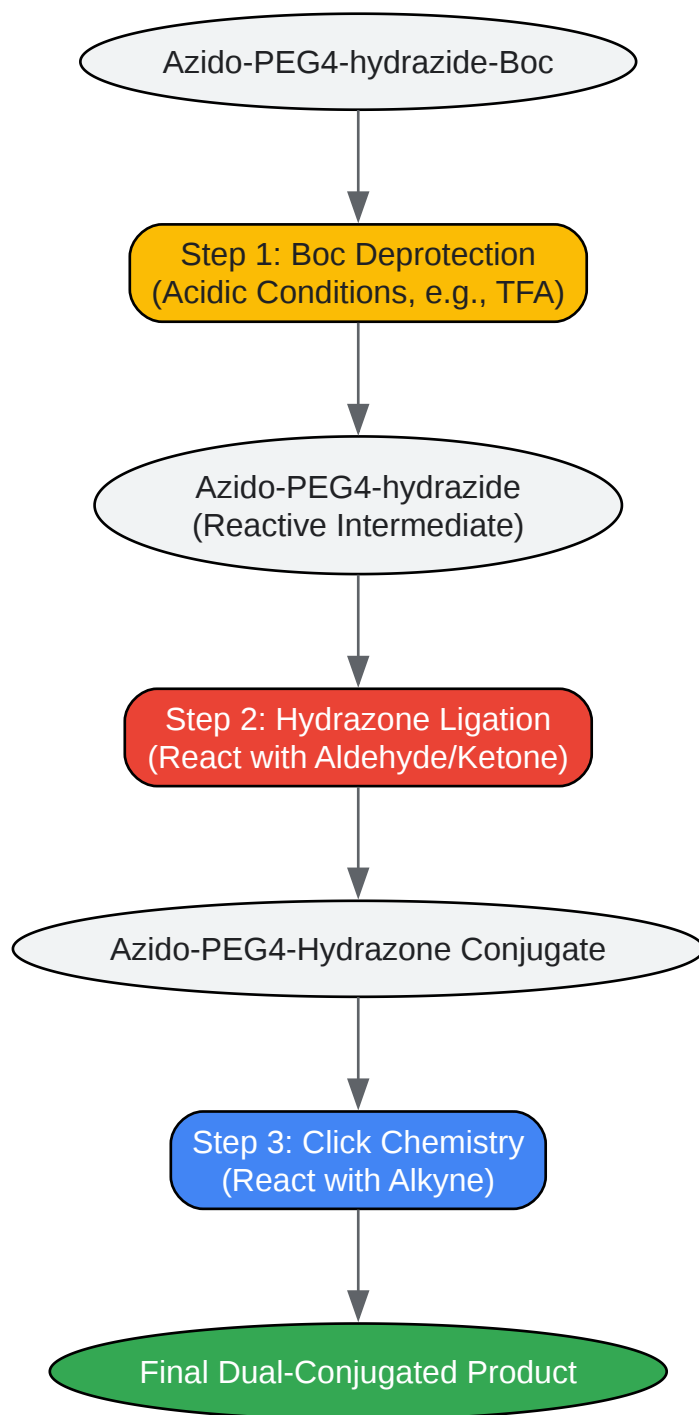 Azido-PEG4-hydrazide-Boc
Step 1: Boc Deprotection
(Acidic Conditions, e.g., TFA)
Azido-PEG4-hydrazide
(Reactive Intermediate)
Step 2: Hydrazone Ligation
(React with Aldehyde/Ketone)
Azido-PEG4-Hydrazone Conjugate
Step 3: Click Chemistry
(React with Alkyne)
Final Dual-Conjugated Product